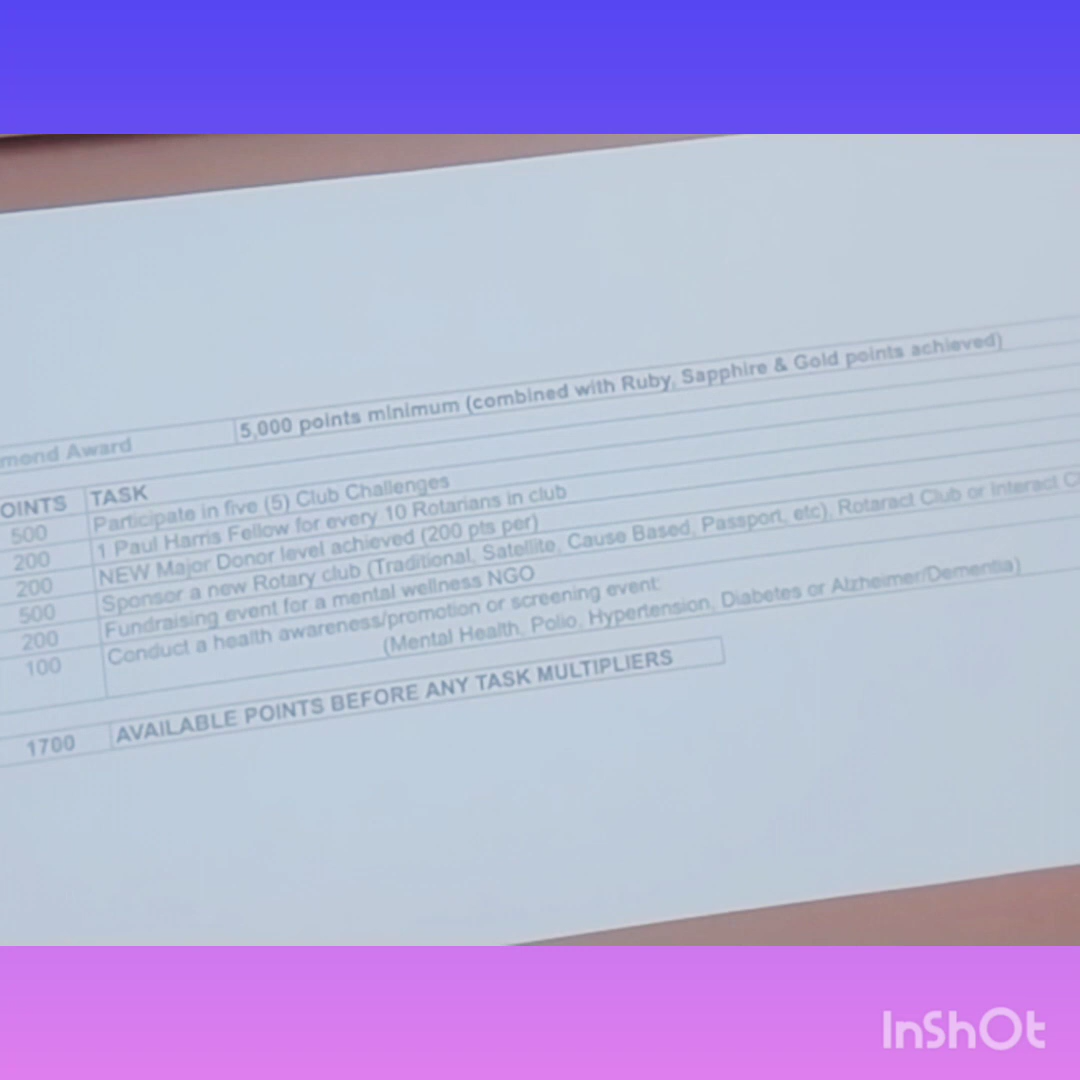 mond Award 5,000 points minimum (combined with Ruby, Sapphire & Gold points achieved)
OINTS TASK
500 Participate in five (5) Club Challenges
200 1 Paul Harris Fellow for every 10 Rotarians in club
200 NEW Major Donor level achieved (200 pts per)
500 Sponsor a new Rotary club (Traditional, Satellite, Cause Based, Passport, etc), Rotaract Club or Interact C
200 Fundraising event for a mental wellness NGO
100 Conduct a health awareness/promotion or screening event:
(Mental Health, Polio, Hypertension, Diabetes or Alzheimer/Dementia)
1700 AVAILABLE POINTS BEFORE ANY TASK MULTIPLIERS
InShOt